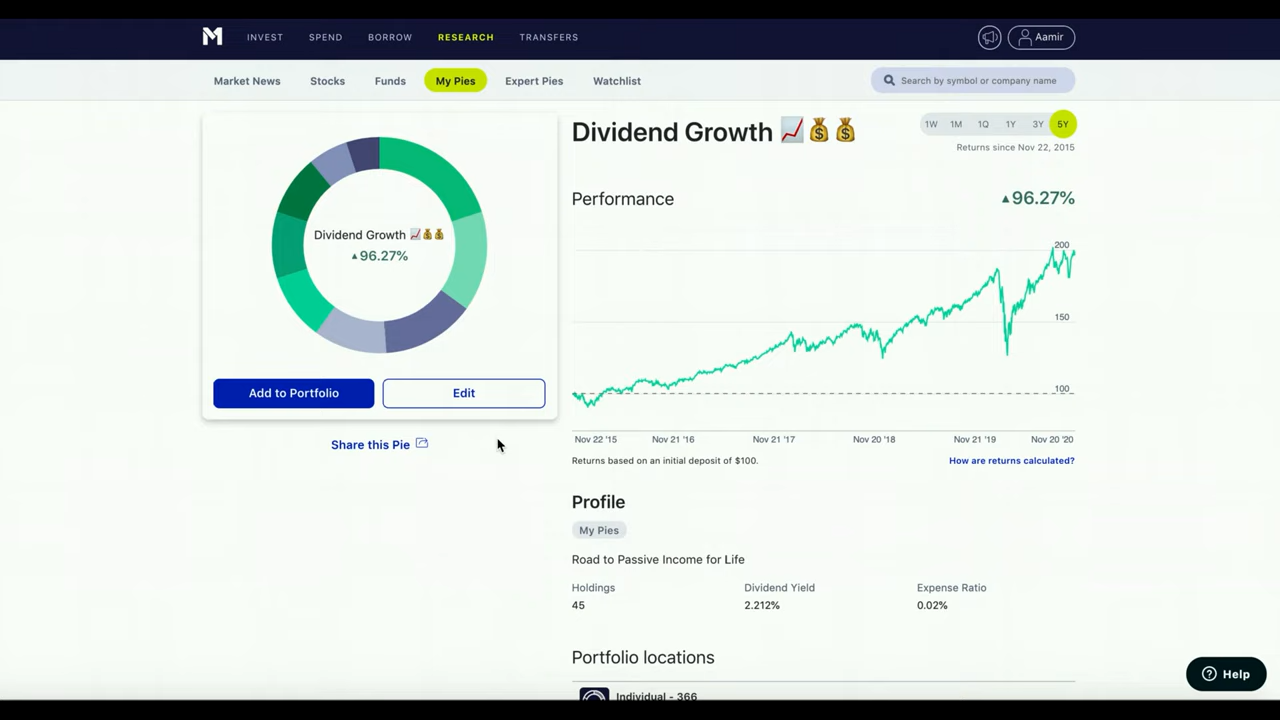 M INVEST SPEND BORROW RESEARCH TRANSFERS Aamir
Market News Stocks Funds My Pies Expert Pies Watchlist Search by symbol or company name
Dividend Growth 📈💰💰
▲96.27%
Add to Portfolio Edit
Share this Pie
Dividend Growth 📈💰💰
1W 1M 1Q 1Y 3Y 5Y
Returns since Nov 22, 2015
Performance ▲96.27%
200
150
100
Nov 22 '15 Nov 21 '16 Nov 21 '17 Nov 20 '18 Nov 21 '19 Nov 20 '20
Returns based on an initial deposit of $100. How are returns calculated?
Profile
My Pies
Road to Passive Income for Life
Holdings Dividend Yield Expense Ratio
45 2.212% 0.02%
Portfolio locations
Individual - 366
Help